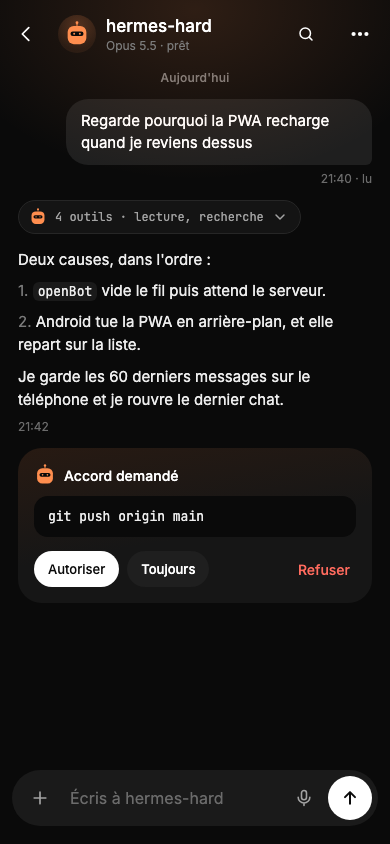 hermes-hard
Opus 5.5 · prêt
Aujourd'hui
Regarde pourquoi la PWA recharge
quand je reviens dessus
21:40 · lu
4 outils · lecture, recherche
Deux causes, dans l'ordre :
1. openBot vide le fil puis attend le serveur.
2. Android tue la PWA en arrière-plan, et elle
repart sur la liste.
Je garde les 60 derniers messages sur le
téléphone et je rouvre le dernier chat.
21:42
Accord demandé
git push origin main
Autoriser Toujours Refuser
Écris à hermes-hard